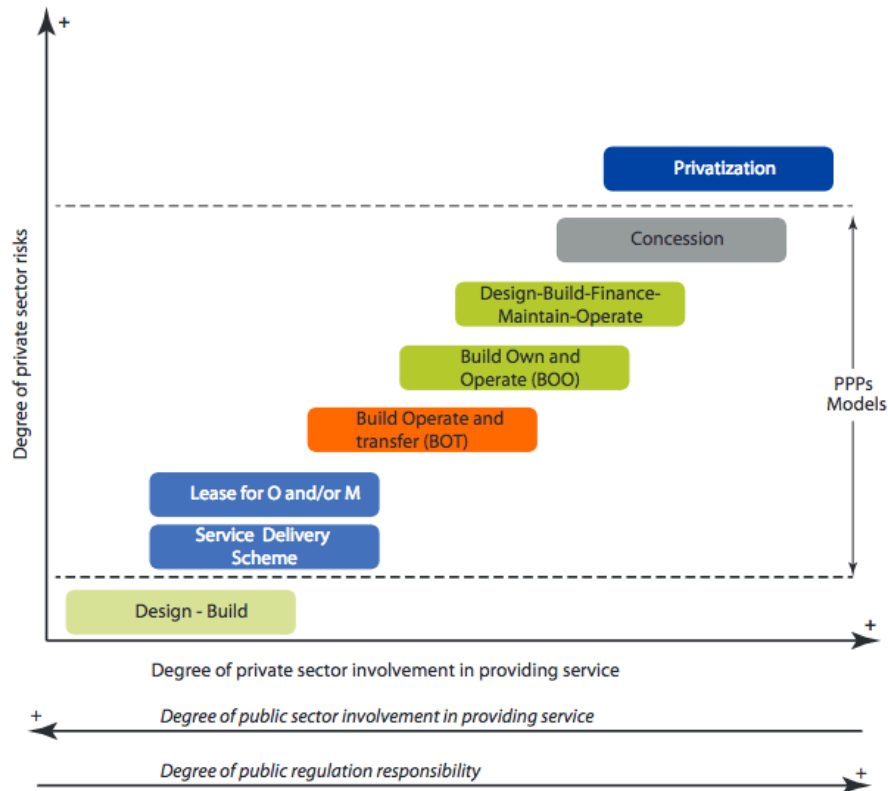 +
Privatization
Concession
Design-Build-Finance-
Maintain-Operate
Build Own and
Operate (BOO)
PPPs
Models
Build Operate and
transfer (BOT)
Lease for O and/or M
Service Delivery
Scheme
Design - Build
Degree of private sector risks
+
Degree of private sector involvement in providing service
+
Degree of public sector involvement in providing service
Degree of public regulation responsibility
+